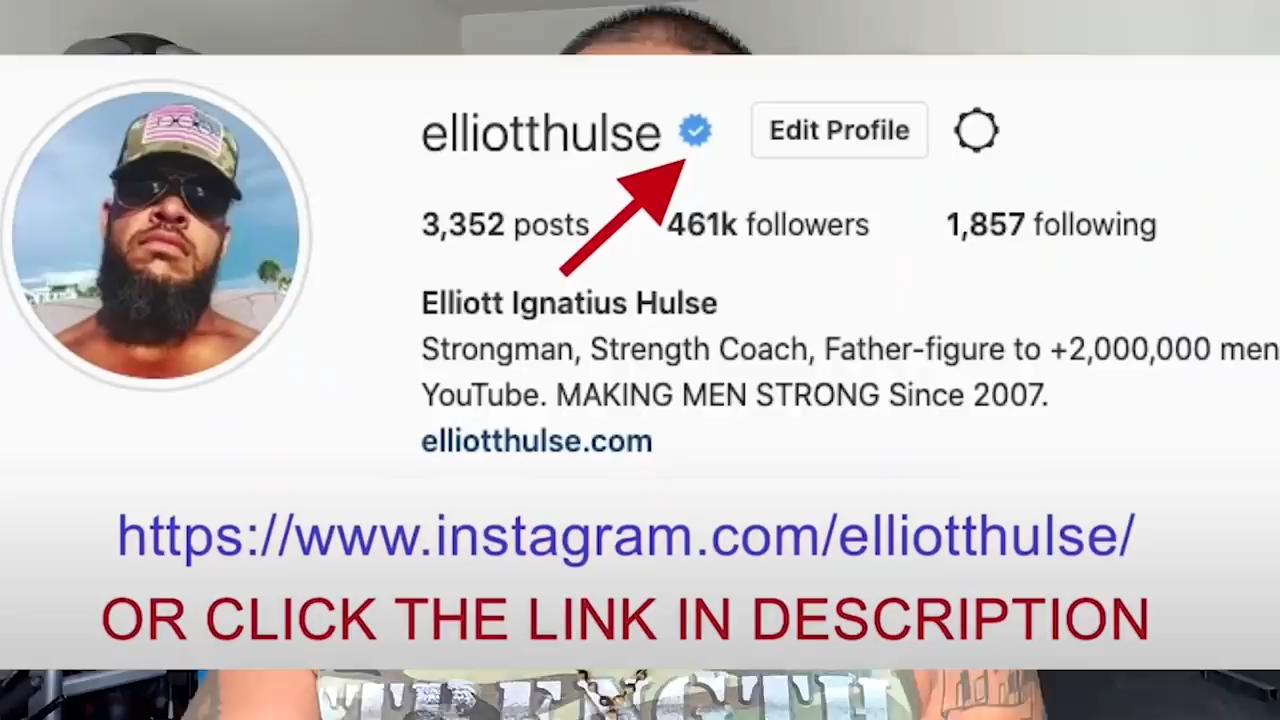 elliotthulse Edit Profile
3,352 posts 461k followers 1,857 following
Elliott Ignatius Hulse
Strongman, Strength Coach, Father-figure to +2,000,000 men
YouTube. MAKING MEN STRONG Since 2007.
elliotthulse.com
https://www.instagram.com/elliotthulse/
OR CLICK THE LINK IN DESCRIPTION